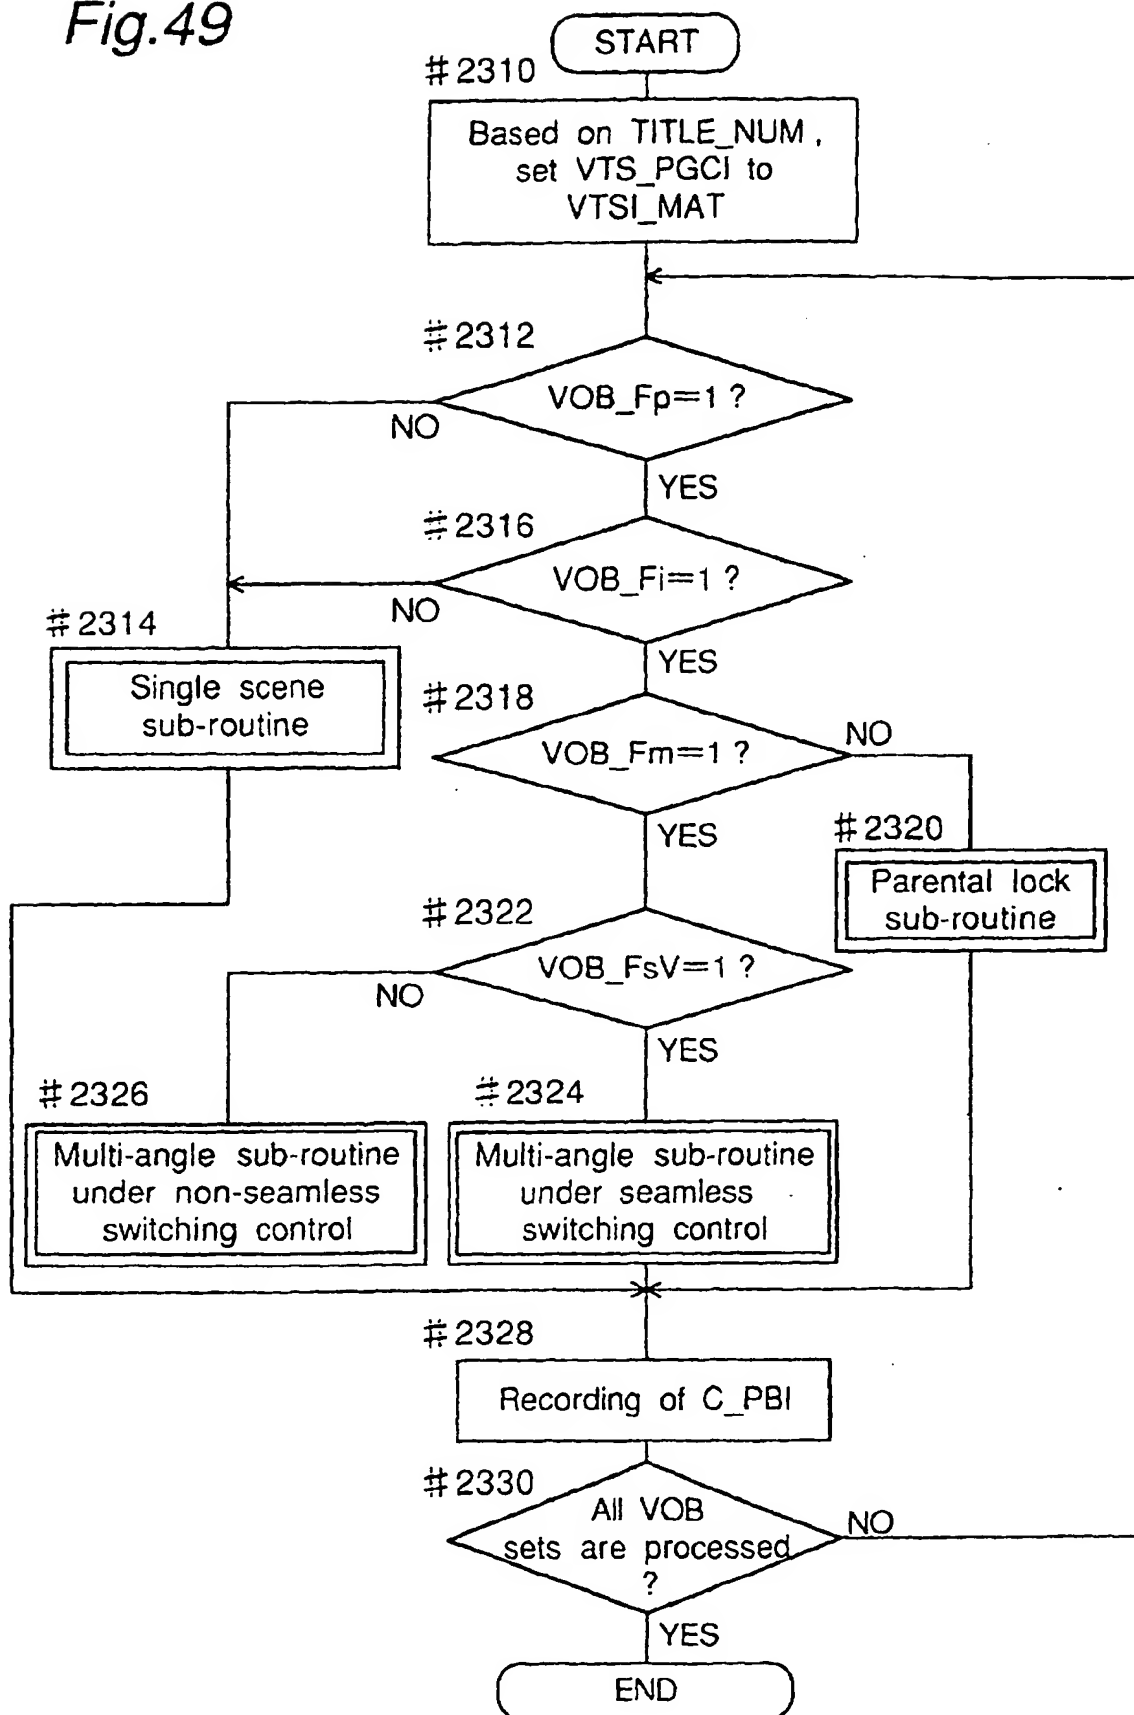 Fig.49
START
#2310
Based on TITLE_NUM,
set VTS_PGCI to
VTSI_MAT
#2312
VOB_Fp=1 ?
NO
YES
#2316
VOB_Fi=1 ?
NO
YES
#2314
Single scene
sub-routine
#2318
VOB_Fm=1 ?
NO
YES
#2320
Parental lock
sub-routine
#2322
VOB_FsV=1 ?
NO
YES
#2326
Multi-angle sub-routine
under non-seamless
switching control
#2324
Multi-angle sub-routine
under seamless
switching control
#2328
Recording of C_PBI
#2330
All VOB
sets are processed
?
NO
YES
END